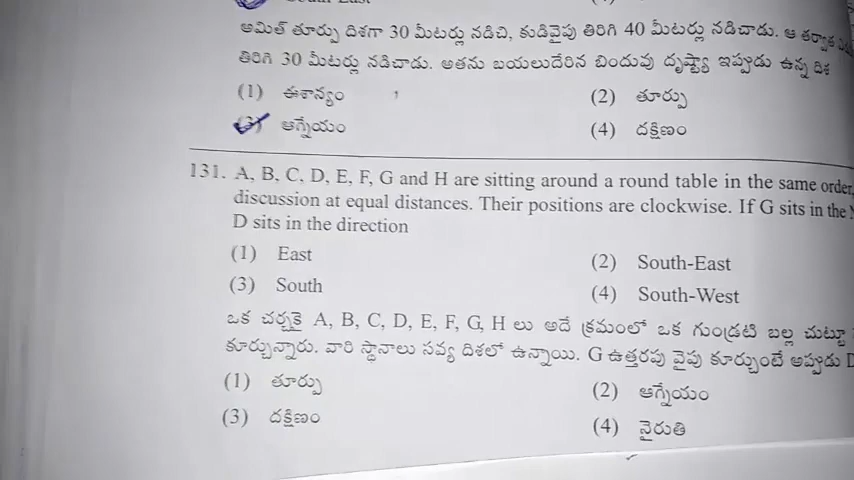 అమిత్ తూర్పు దిశగా 30 మీటర్లు నడిచి, కుడివైపు తిరిగి 40 మీటర్లు నడిచాడు. ఆ తర్వాత
తిరిగి 30 మీటర్లు నడిచాడు. అతను బయలుదేరిన బిందువు దృష్ట్యా ఇప్పుడు ఉన్న దిశ
(1) ఈశాన్యం (2) తూర్పు
(3) ఆగ్నేయం (4) దక్షిణం
131. A, B, C, D, E, F, G and H are sitting around a round table in the same order,
discussion at equal distances. Their positions are clockwise. If G sits in the
D sits in the direction
(1) East (2) South-East
(3) South (4) South-West
ఒక చర్చకై A, B, C, D, E, F, G, H లు అదే క్రమంలో ఒక గుండ్రటి బల్ల చుట్టూ
కూర్చున్నారు. వారి స్థానాలు సవ్య దిశలో ఉన్నాయి. G ఉత్తరపు వైపు కూర్చుంటే అప్పుడు D
(1) తూర్పు (2) ఆగ్నేయం
(3) దక్షిణం (4) నైరుతి